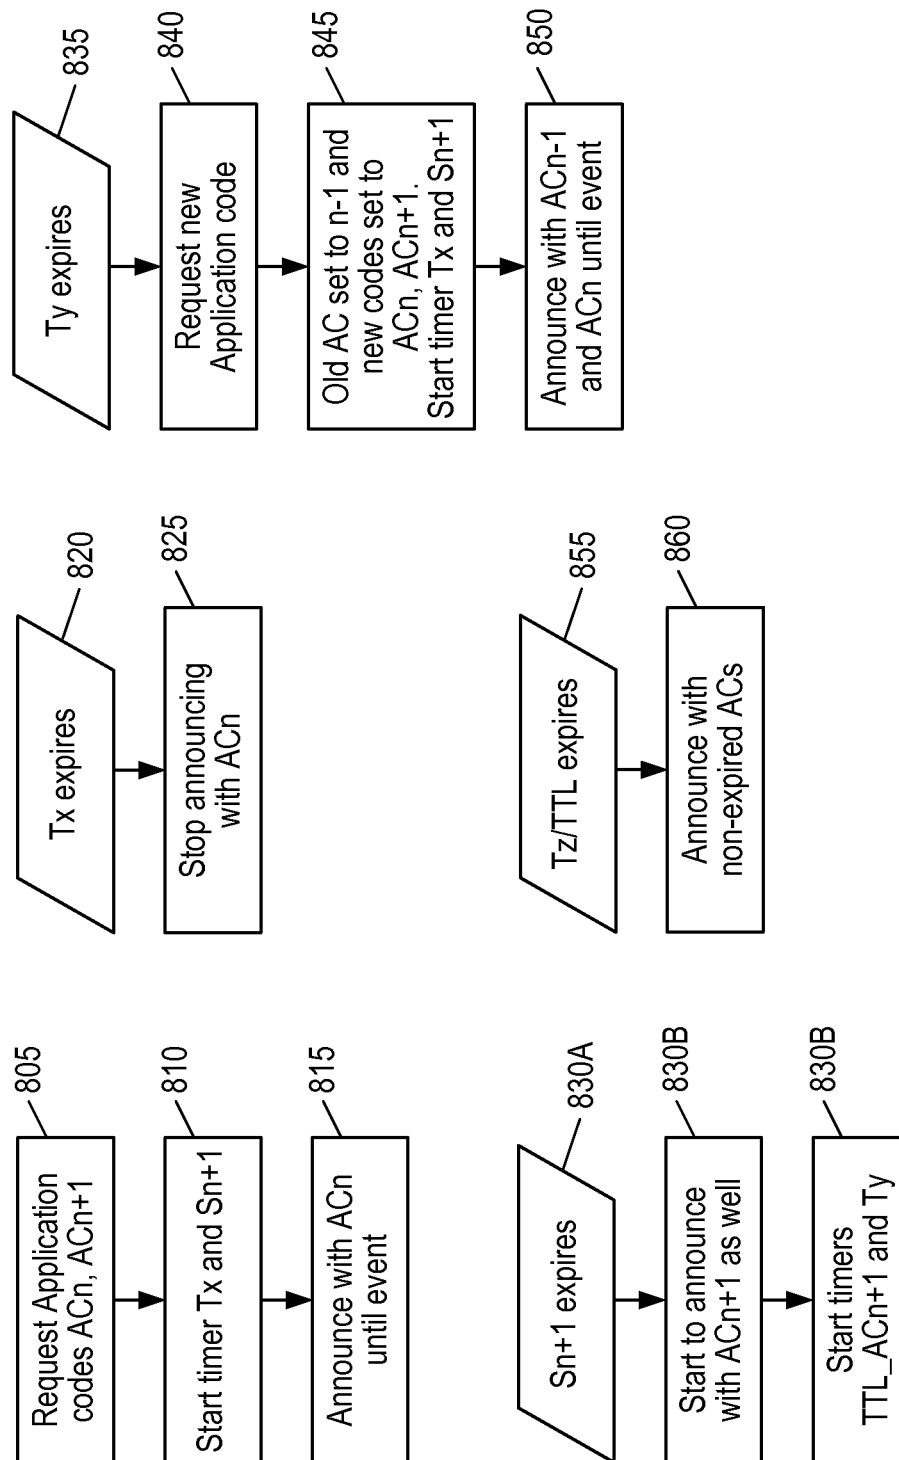 805
Request Application
codes ACn, ACn+1
810
Start timer Tx and Sn+1
815
Announce with ACn
until event
820
Tx expires
825
Stop announcing
with ACn
835
Ty expires
840
Request new
Application code
845
Old AC set to n-1 and
new codes set to
ACn, ACn+1.
Start timer Tx and Sn+1
850
Announce with ACn-1
and ACn until event
830A
Sn+1 expires
830B
Start to announce
with ACn+1 as well
830B
Start timers
TTL_ACn+1 and Ty
855
Tz/TTL expires
860
Announce with
non-expired ACs